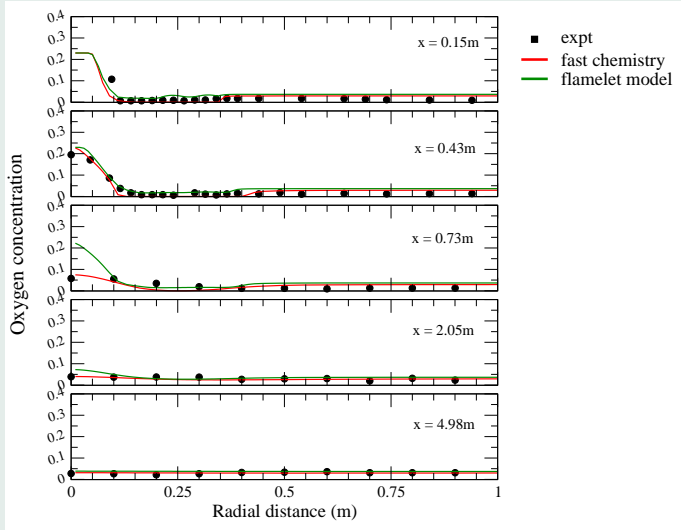 0.4
0.3
0.2
0.1
0
x = 0.15m
expt
fast chemistry
flamelet model
0.4
0.3
0.2
0.1
0
x = 0.43m
0.4
0.3
0.2
0.1
0
x = 0.73m
Oxygen concentration
0.4
0.3
0.2
0.1
0
x = 2.05m
0.4
0.3
0.2
0.1
0
x = 4.98m
0 0.25 0.5 0.75 1
Radial distance (m)